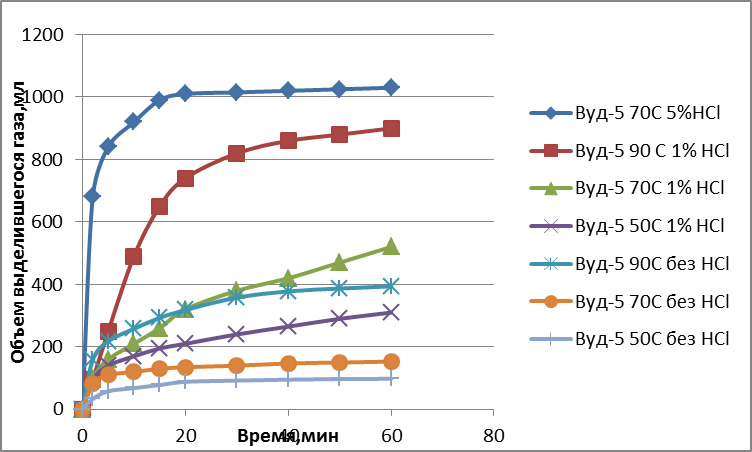 Объем выделившегося газа,мл
1200
1000
800
600
400
200
0
0
20
40
60
80
Время,мин
Вуд-5 70С 5%HCl
Вуд-5 90 С 1% HCl
Вуд-5 70С 1% HCl
Вуд-5 50С 1% HCl
Вуд-5 90С без HCl
Вуд-5 70С без HCl
Вуд-5 50С без HCl